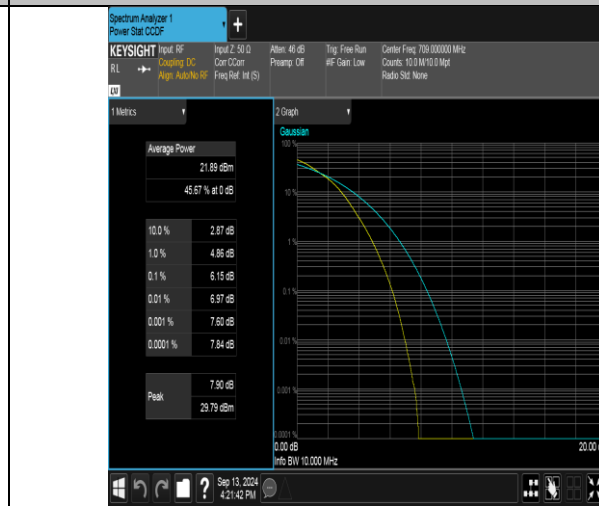 Spectrum Analyzer 1
Power Stat CCDF
+
KEYSIGHT
RL
Input: RF
Coupling: DC
Align: Auto/No RF
Input Z: 50 Ω
Corr CCorr
Freq Ref: Int (S)
Atten: 46 dB
Preamp: Off
Trig: Free Run
#IF Gain: Low
Center Freq: 709.000000 MHz
Counts: 10.0 M/10.0 Mpt
Radio Std: None
1 Metrics
Average Power
21.89 dBm
45.67 % at 0 dB
10.0 % 2.87 dB
1.0 % 4.86 dB
0.1 % 6.15 dB
0.01 % 6.97 dB
0.001 % 7.60 dB
0.0001 % 7.84 dB
Peak
7.90 dB
29.79 dBm
2 Graph
Gaussian
100 %
10 %
1 %
0.1 %
0.01 %
0.001 %
0.0001 %
0.00 dB
20.00
Info BW 10.000 MHz
?
Sep 13, 2024
4:21:42 PM